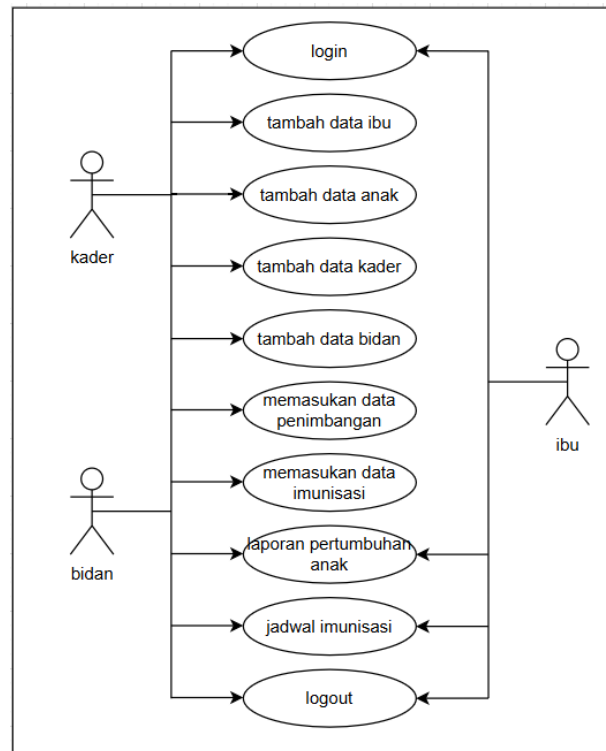 login
tambah data ibu
tambah data anak
kader
tambah data kader
tambah data bidan
memasukan data
penimbangan
ibu
memasukan data
imunisasi
bidan
laporan pertumbuhan
anak
jadwal imunisasi
logout